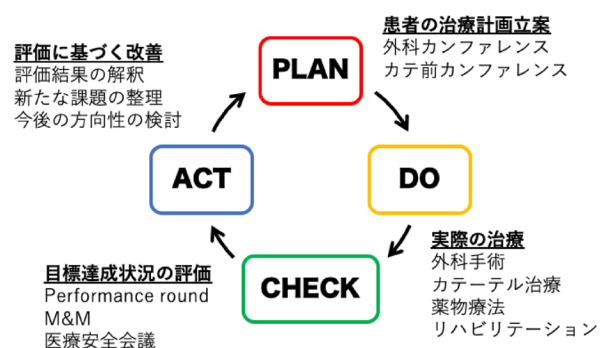 PLAN
患者の治療計画立案
外科カンファレンス
カテ前カンファレンス
DO
実際の治療
外科手術
カテーテル治療
薬物療法
リハビリテーション
CHECK
目標達成状況の評価
Performance round
M&M
医療安全会議
ACT
評価に基づく改善
評価結果の解釈
新たな課題の整理
今後の方向性の検討